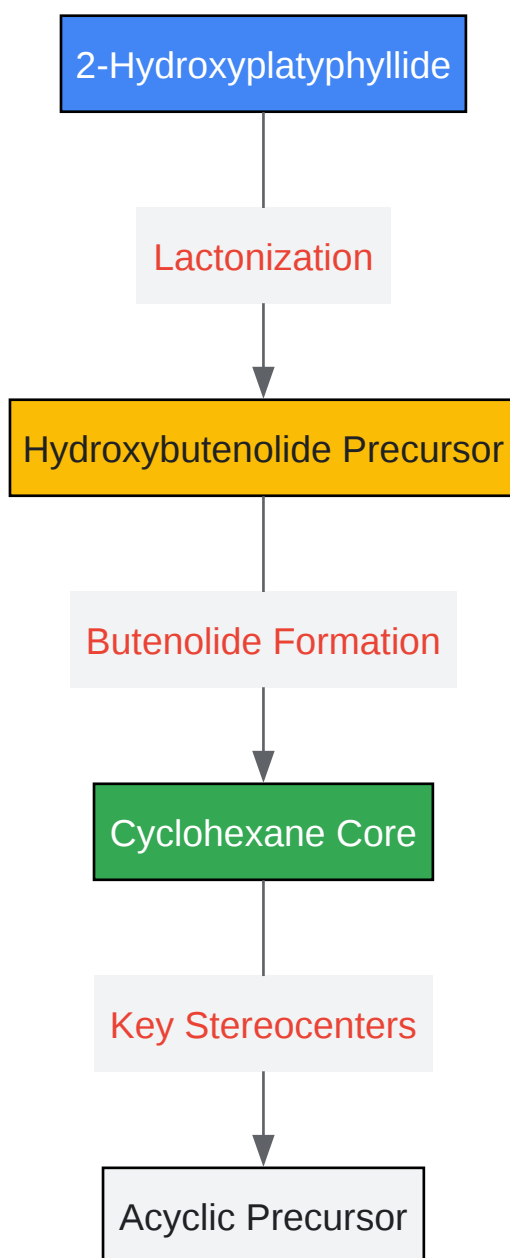 2-Hydroxyplatyphyllide
Lactonization
Hydroxybutenolide Precursor
Butenolide Formation
Cyclohexane Core
Key Stereocenters
Acyclic Precursor